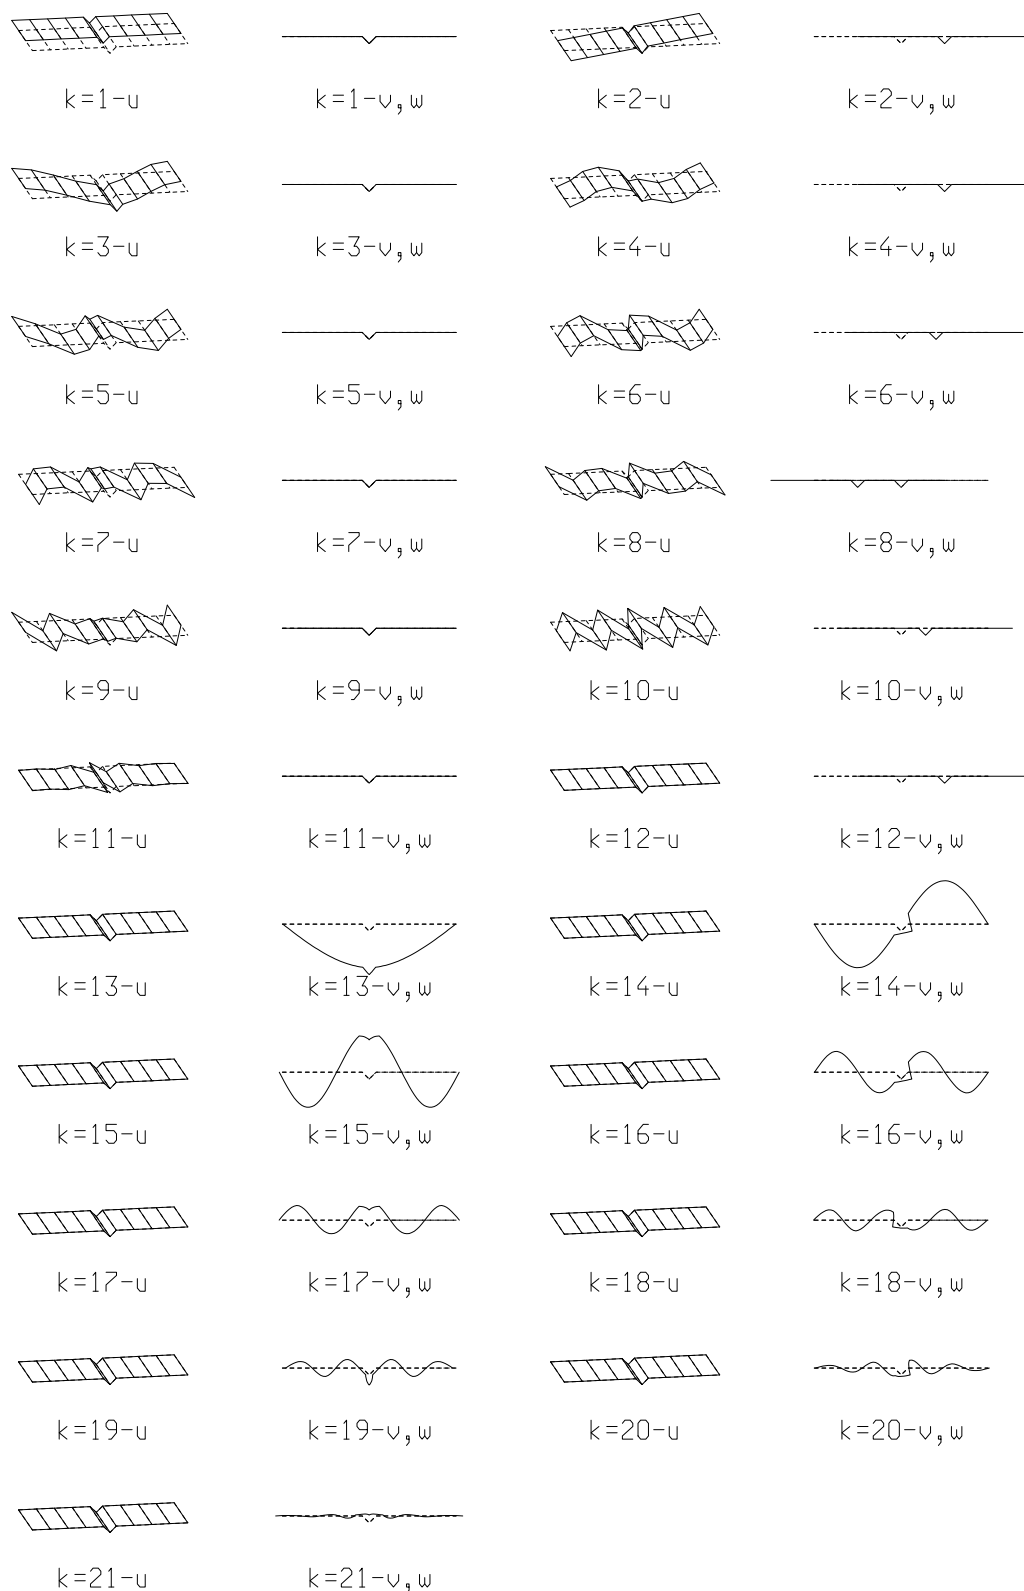 k=1-u k=1-v,w k=2-u k=2-v,w
k=3-u k=3-v,w k=4-u k=4-v,w
k=5-u k=5-v,w k=6-u k=6-v,w
k=7-u k=7-v,w k=8-u k=8-v,w
k=9-u k=9-v,w k=10-u k=10-v,w
k=11-u k=11-v,w k=12-u k=12-v,w
k=13-u k=13-v,w k=14-u k=14-v,w
k=15-u k=15-v,w k=16-u k=16-v,w
k=17-u k=17-v,w k=18-u k=18-v,w
k=19-u k=19-v,w k=20-u k=20-v,w
k=21-u k=21-v,w